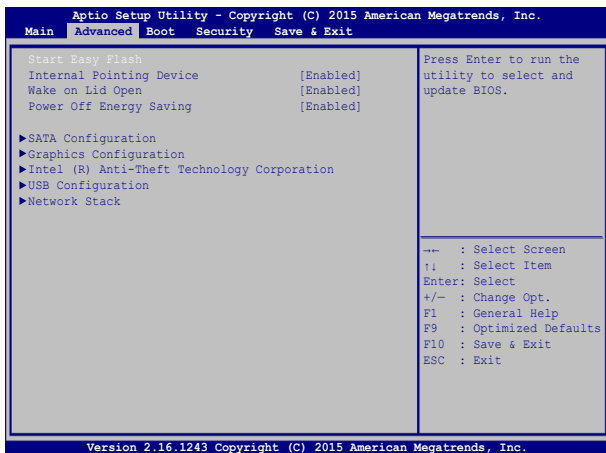 Aptio Setup Utility - Copyright (C) 2015 American Megatrends, Inc.
Main Advanced Boot Security Save & Exit
Start Easy Flash
Internal Pointing Device [Enabled]
Wake on Lid Open [Enabled]
Power Off Energy Saving [Enabled]
▶SATA Configuration
▶Graphics Configuration
▶Intel (R) Anti-Theft Technology Corporation
▶USB Configuration
▶Network Stack
Press Enter to run the
utility to select and
update BIOS.
→← : Select Screen
↑↓ : Select Item
Enter: Select
+/— : Change Opt.
F1 : General Help
F9 : Optimized Defaults
F10 : Save & Exit
ESC : Exit
Version 2.16.1243 Copyright (C) 2015 American Megatrends, Inc.